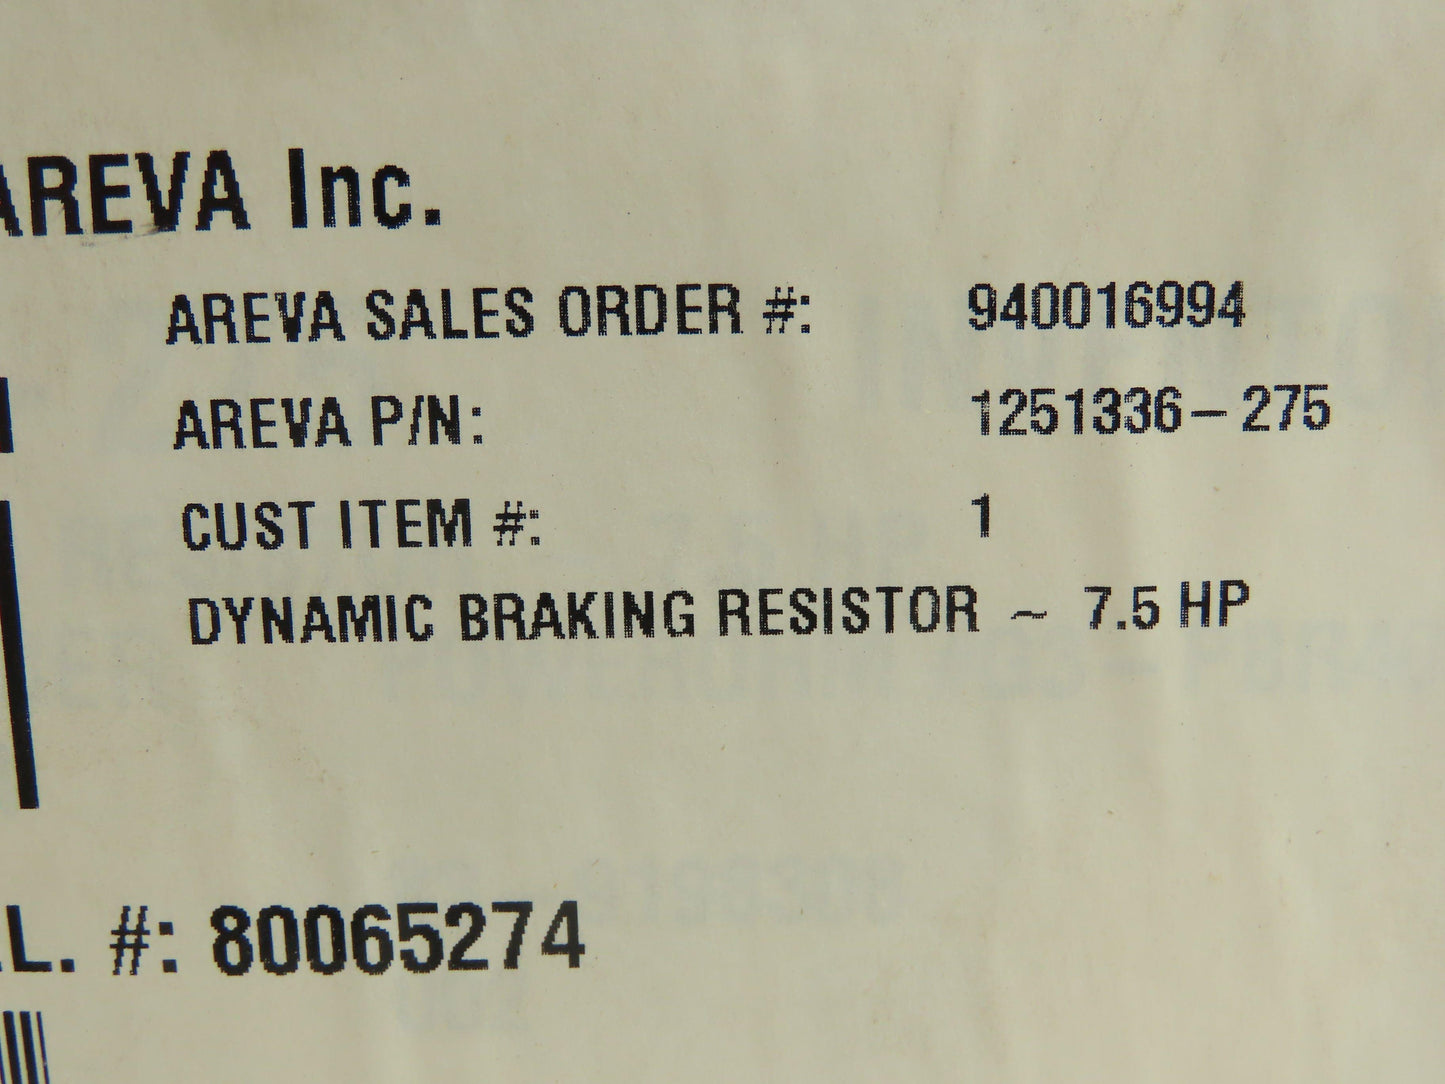 AREVA Inc.
AREVA SALES ORDER #: 940016994
AREVA P/N: 1251336-275
CUST ITEM #: 1
DYNAMIC BRAKING RESISTOR ~ 7.5 HP
L. #: 80065274